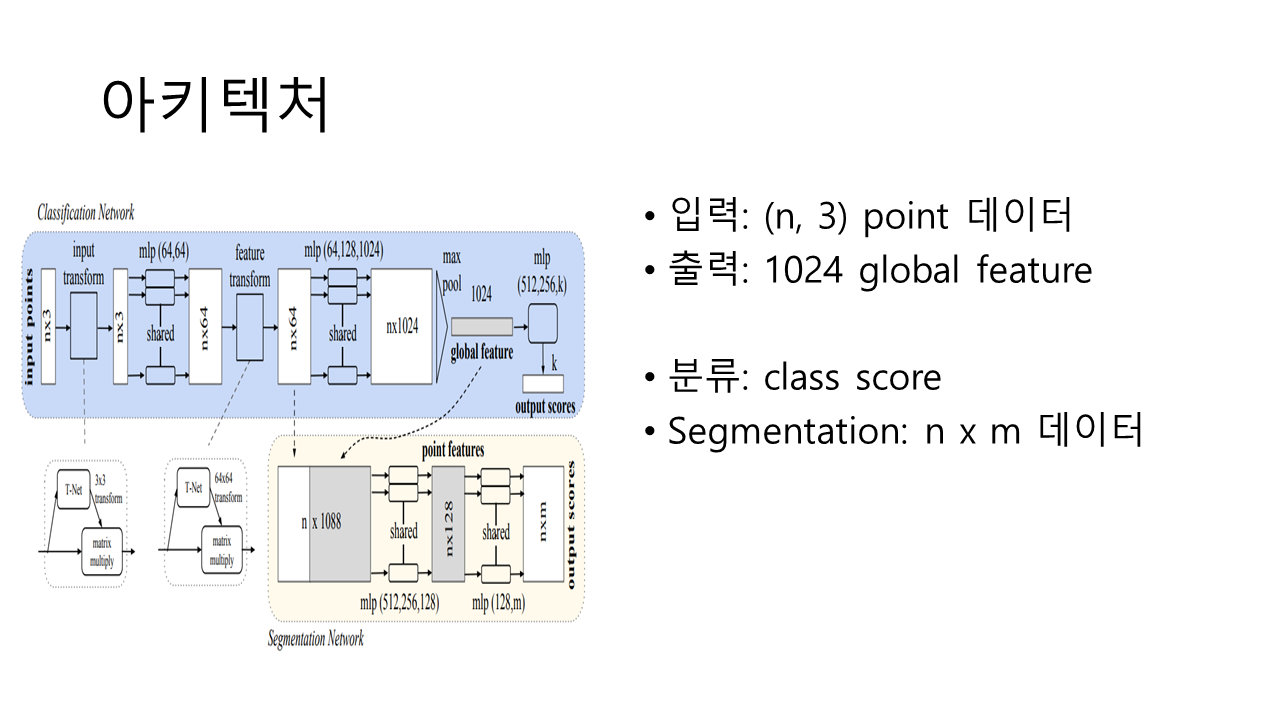 아키텍처
Classification Network
input points
nx3
input
transform
nx3
mlp (64,64)
shared
nx64
feature
transform
nx64
mlp (64,128,1024)
shared
nx1024
max
pool
1024
global feature
mlp
(512,256,k)
k
output scores
T-Net
3x3
transform
matrix
multiply
T-Net
64x64
transform
matrix
multiply
point features
n x 1088
shared
mlp (512,256,128)
nx128
shared
mlp (128,m)
nxm
output scores
Segmentation Network
• 입력: (n, 3) point 데이터
• 출력: 1024 global feature
• 분류: class score
• Segmentation: n x m 데이터